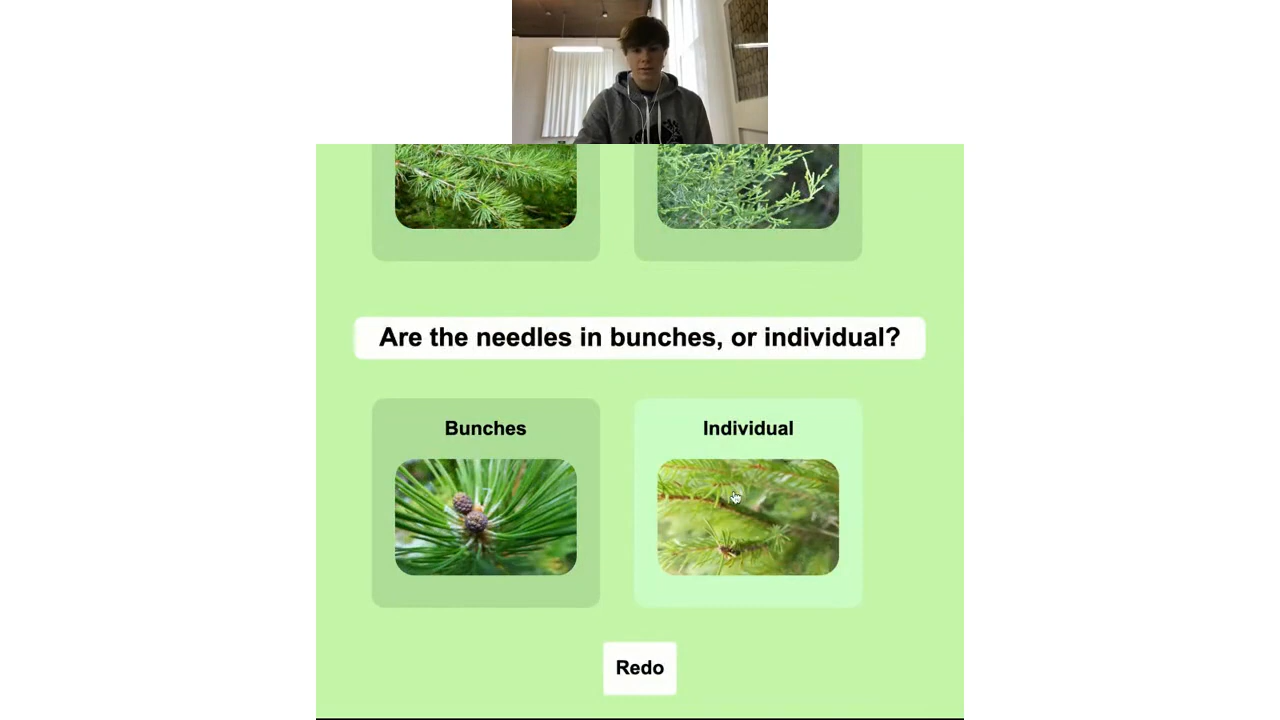 Are the needles in bunches, or individual?
Bunches
Individual
Redo